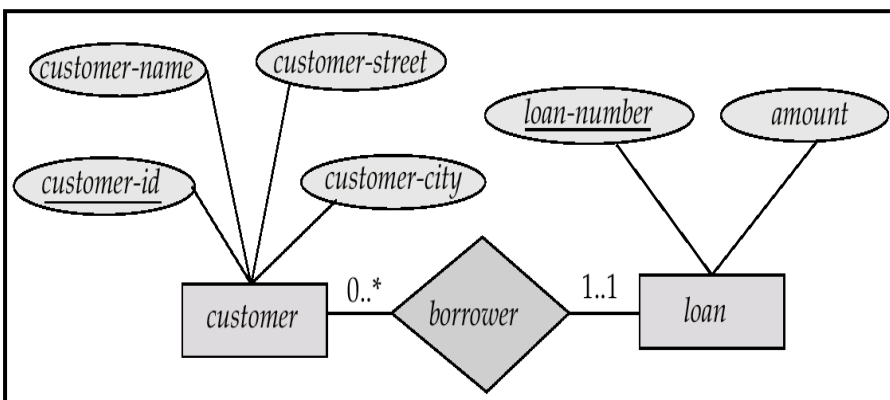 customer-name
customer-street
loan-number
amount
customer-id
customer-city
customer
0..*
borrower
1..1
loan